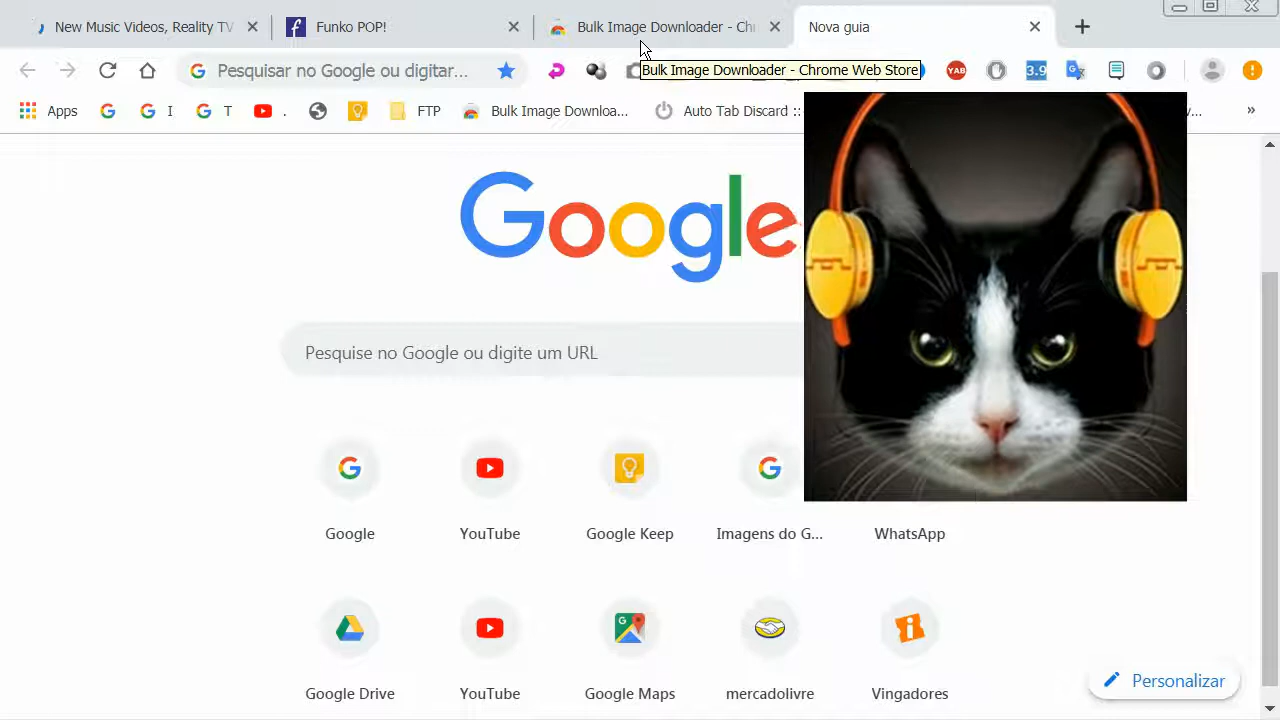 New Music Videos, Reality TV
Funko POP!
Bulk Image Downloader - Chr
Nova guia
Pesquisar no Google ou digitar...
Bulk Image Downloader - Chrome Web Store
YAB
3.9
Apps
I
T
.
FTP
Bulk Image Downloa...
Auto Tab Discard ::
»
Google
Pesquise no Google ou digite um URL
Google
YouTube
Google Keep
Imagens do G...
WhatsApp
Google Drive
YouTube
Google Maps
mercadolivre
Vingadores
Personalizar